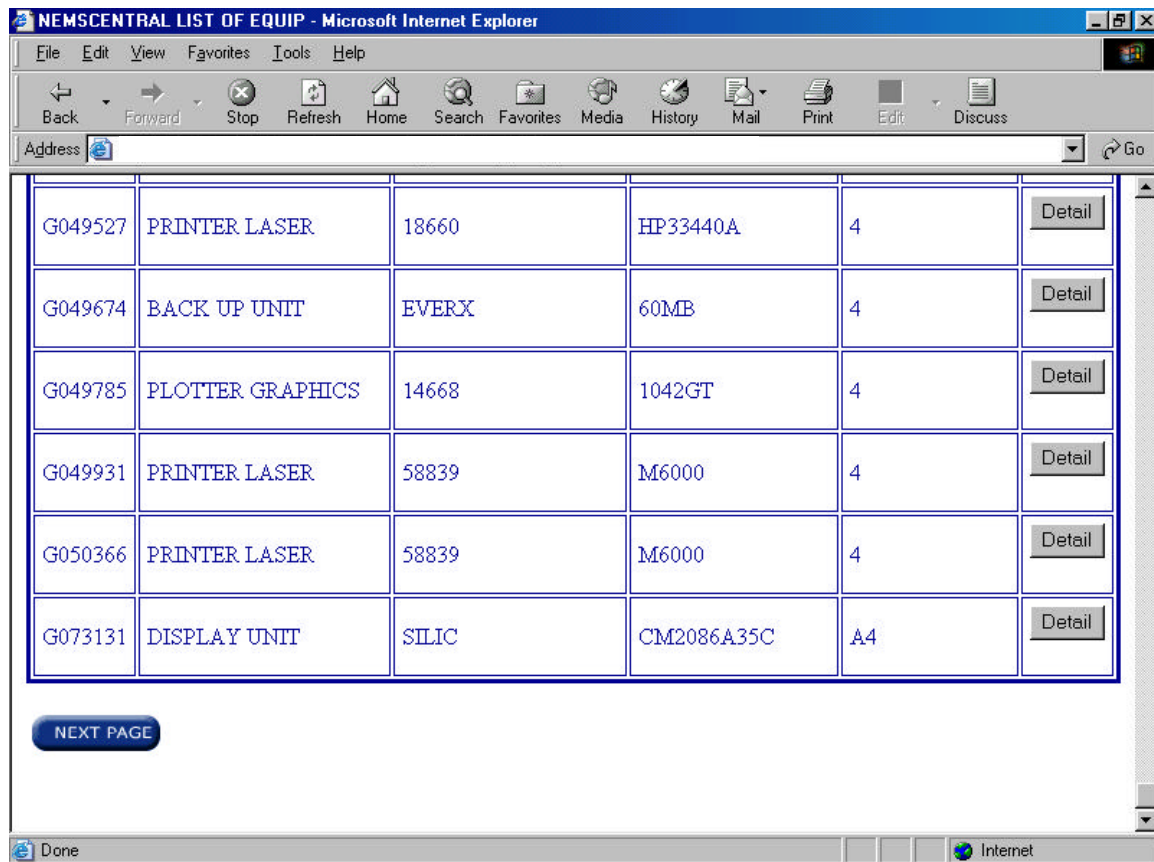 NEMSCENTRAL LIST OF EQUIP - Microsoft Internet Explorer
File Edit View Favorites Tools Help
Back Forward Stop Refresh Home Search Favorites Media History Mail Print Edit Discuss
Address Go
G049527 PRINTER LASER 18660 HP33440A 4 Detail
G049674 BACK UP UNIT EVERX 60MB 4 Detail
G049785 PLOTTER GRAPHICS 14668 1042GT 4 Detail
G049931 PRINTER LASER 58839 M6000 4 Detail
G050366 PRINTER LASER 58839 M6000 4 Detail
G073131 DISPLAY UNIT SILIC CM2086A35C A4 Detail
NEXT PAGE
Done Internet